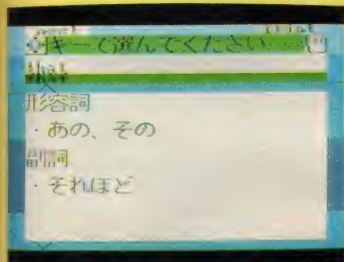 キーで選んでください
that
形容詞
・あの、その
副詞
・それほど